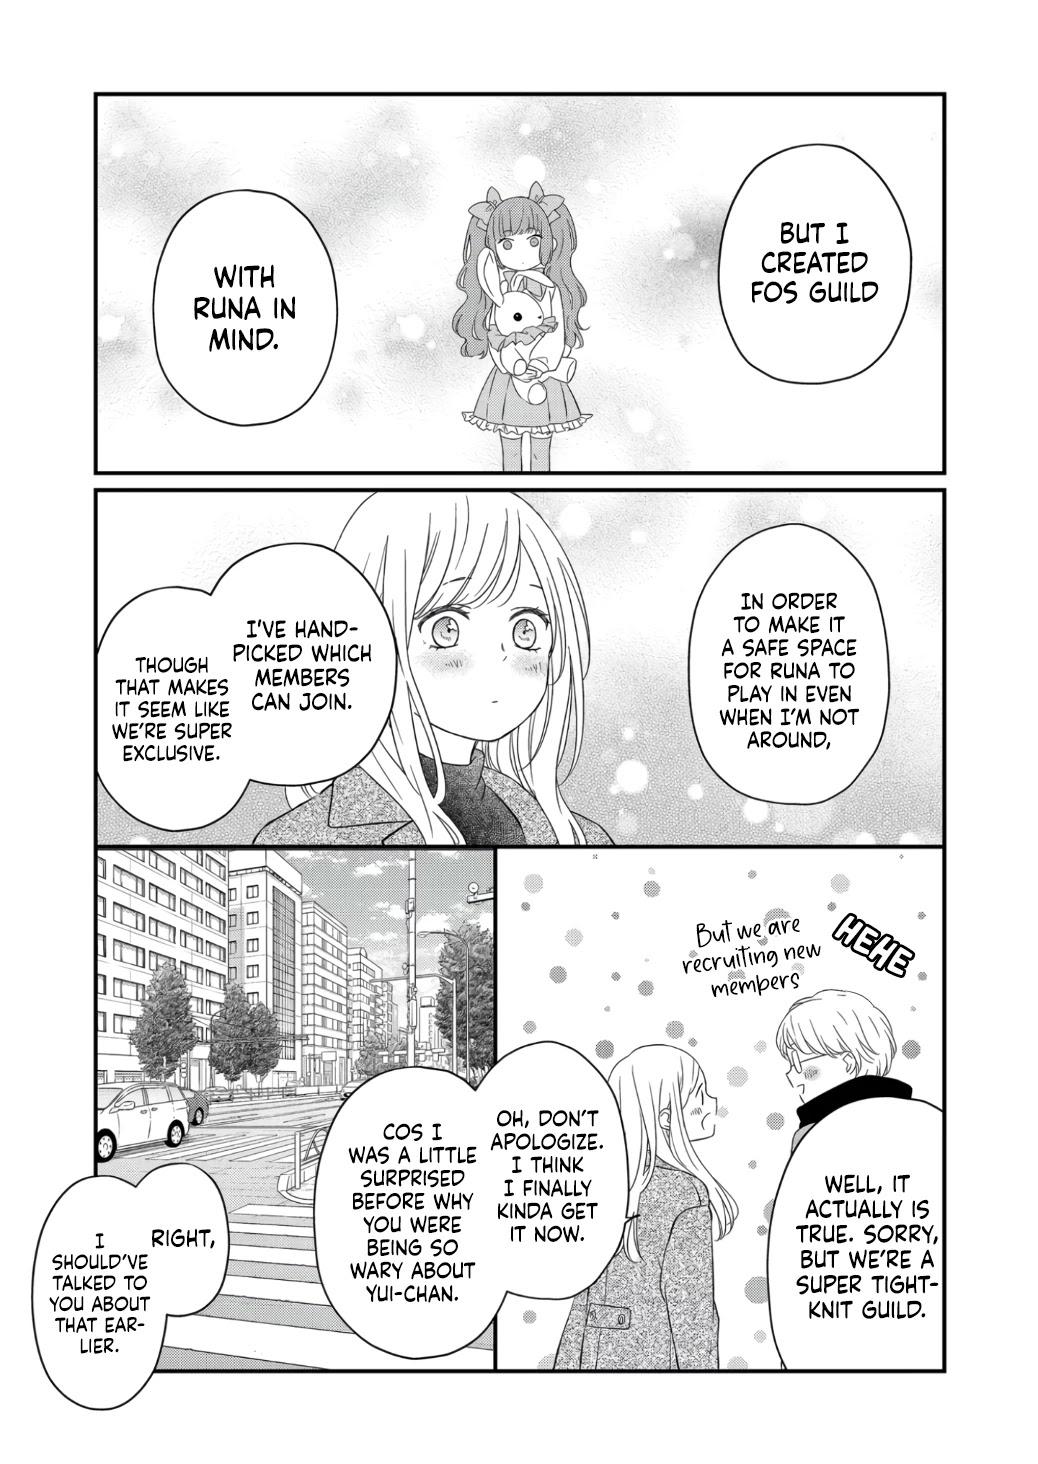 BUT I
CREATED
FOS GUILD
WITH
RUNA IN
MIND.
IN ORDER
TO MAKE IT
A SAFE SPACE
FOR RUNA TO
PLAY IN EVEN
WHEN I'M NOT
AROUND,
I'VE HAND-
PICKED WHICH
MEMBERS
CAN JOIN.
THOUGH
THAT MAKES
IT SEEM LIKE
WE'RE SUPER
EXCLUSIVE.
HEHE
But we are
recruiting new
members
WELL, IT
ACTUALLY IS
TRUE. SORRY,
BUT WE'RE A
SUPER TIGHT-
KNIT GUILD.
OH, DON'T
APOLOGIZE.
I THINK
I FINALLY
KINDA GET
IT NOW.
COS I
WAS A LITTLE
SURPRISED
BEFORE WHY
YOU WERE
BEING SO
WARY ABOUT
YUI-CHAN.
RIGHT,
I
SHOULD'VE
TALKED TO
YOU ABOUT
THAT EAR-
LIER.